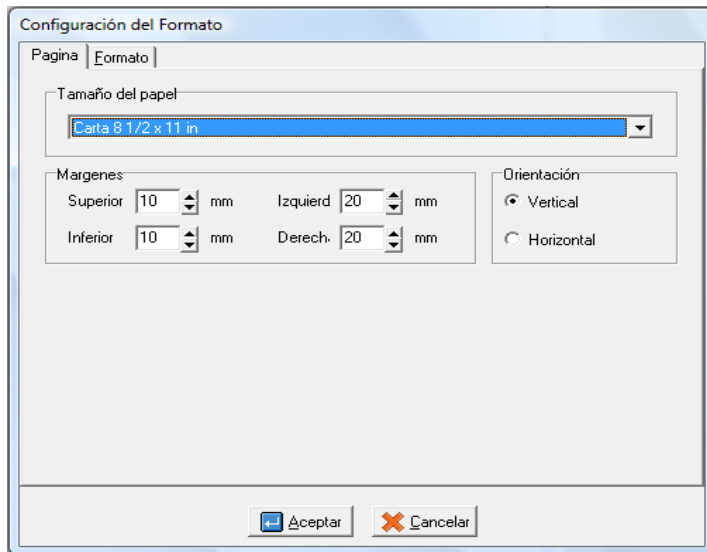 Configuración del Formato
Pagina Formato
Tamaño del papel
Carta 8 1/2 x 11 in
Margenes
Superior 10 mm Izquierd 20 mm
Inferior 10 mm Derech. 20 mm
Orientación
Vertical
Horizontal
Aceptar Cancelar